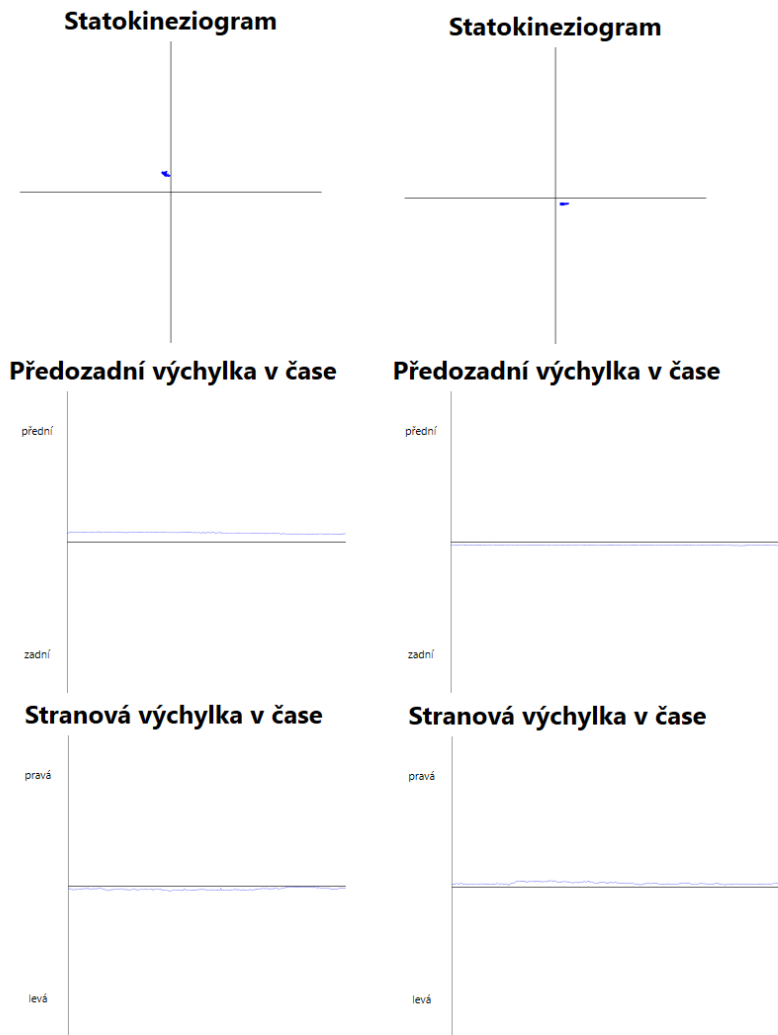 Statokineziogram
Statokineziogram
Předozadní výchylka v čase
Předozadní výchylka v čase
přední
přední
zadní
zadní
Stranová výchylka v čase
Stranová výchylka v čase
pravá
pravá
levá
levá